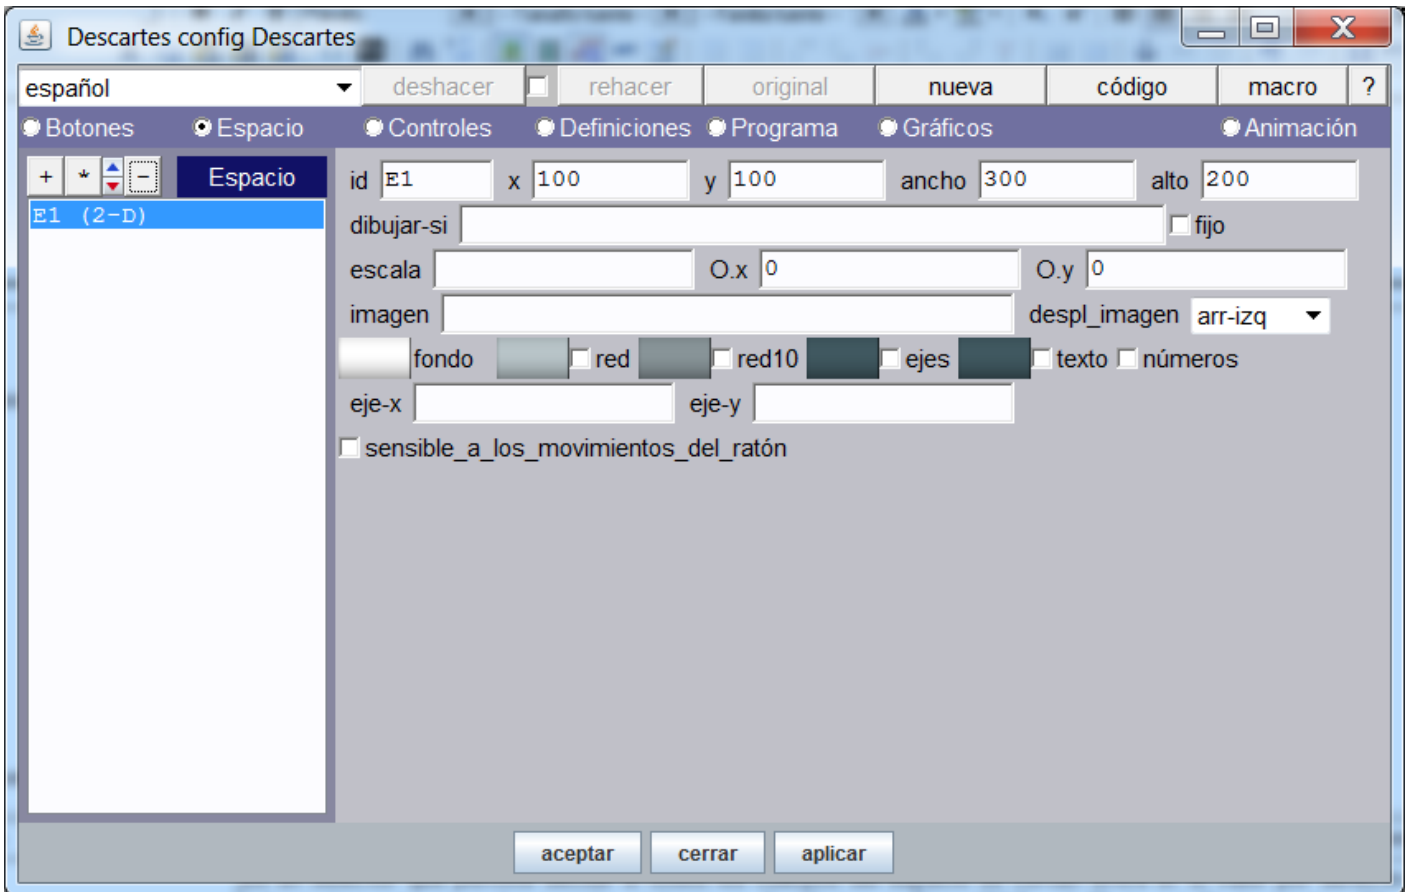 Descartes config Descartes
español deshacer rehacer original nueva código macro ?
Botones Espacio Controles Definiciones Programa Gráficos Animación
+ * - Espacio
E1 (2-D)
id E1 x 100 y 100 ancho 300 alto 200
dibujar-si fijo
escala O.x 0 O.y 0
imagen despl_imagen arr-izq
fondo red red10 ejes texto números
eje-x eje-y
sensible_a_los_movimientos_del_ratón
aceptar cerrar aplicar